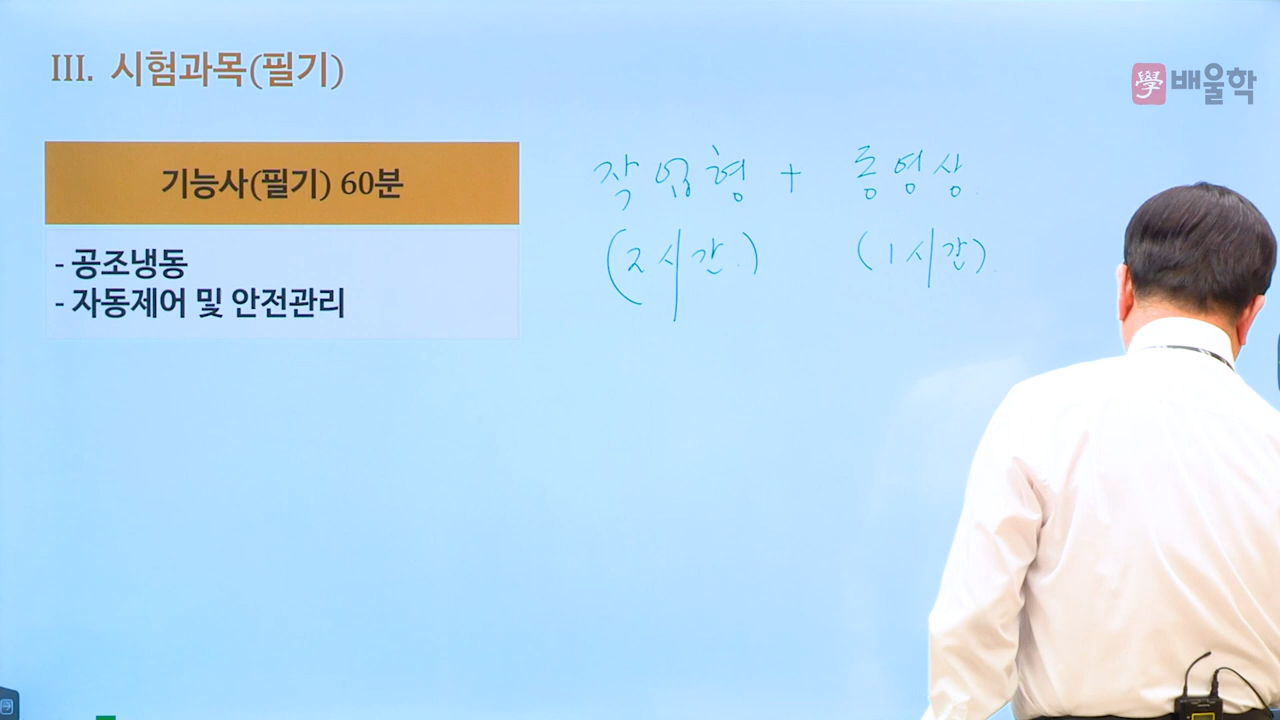 III. 시험과목(필기)
學 배울학
기능사(필기) 60분
- 공조냉동
- 자동제어 및 안전관리
작업형 + 동영상
(2시간.) (1시간)